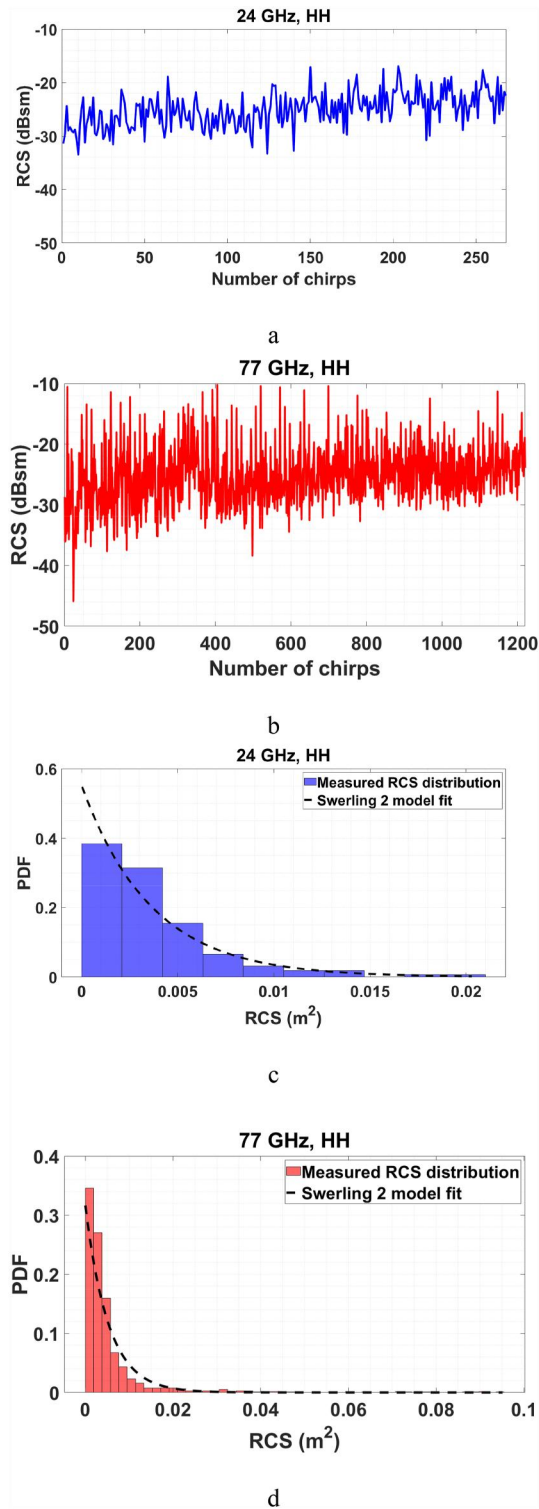 24 GHz, HH
-10
-20
-30
-40
-50
RCS (dBsm)
0 50 100 150 200 250
Number of chirps
a
77 GHz, HH
-10
-20
-30
-40
-50
RCS (dBsm)
0 200 400 600 800 1000 1200
Number of chirps
b
24 GHz, HH
0.6
0.4
0.2
0
PDF
Measured RCS distribution
Swerling 2 model fit
0 0.005 0.01 0.015 0.02
RCS (m²)
c
77 GHz, HH
0.4
0.3
0.2
0.1
0
PDF
Measured RCS distribution
Swerling 2 model fit
0 0.02 0.04 0.06 0.08 0.1
RCS (m²)
d